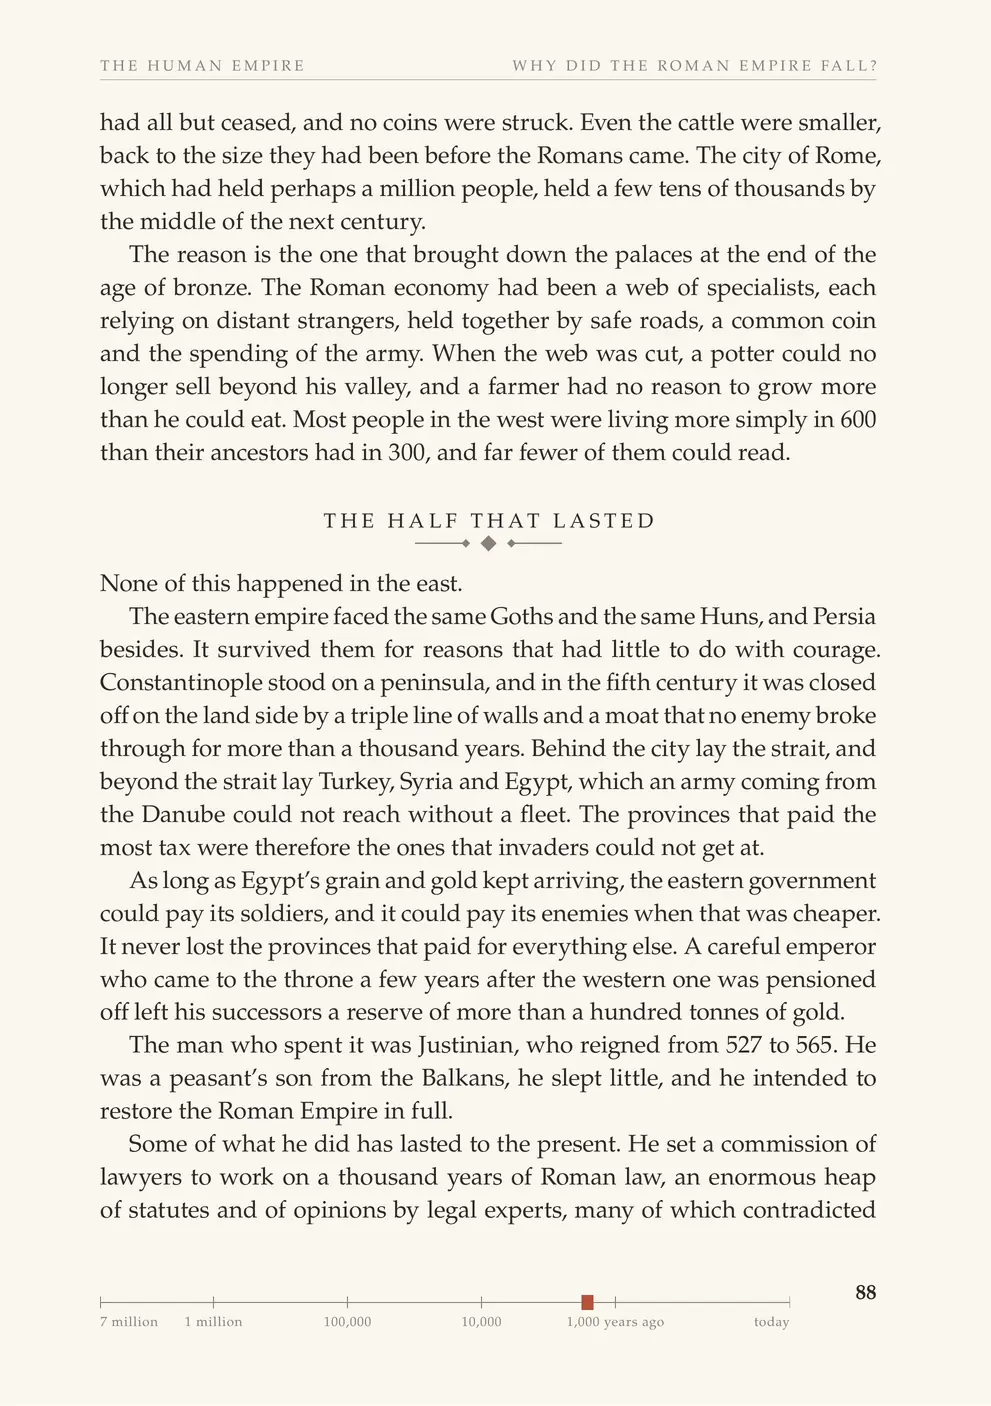 THE HUMAN EMPIRE
WHY DID THE ROMAN EMPIRE FALL?
had all but ceased, and no coins were struck. Even the cattle were smaller,
back to the size they had been before the Romans came. The city of Rome,
which had held perhaps a million people, held a few tens of thousands by
the middle of the next century.
The reason is the one that brought down the palaces at the end of the
age of bronze. The Roman economy had been a web of specialists, each
relying on distant strangers, held together by safe roads, a common coin
and the spending of the army. When the web was cut, a potter could no
longer sell beyond his valley, and a farmer had no reason to grow more
than he could eat. Most people in the west were living more simply in 600
than their ancestors had in 300, and far fewer of them could read.
THE HALF THAT LASTED
None of this happened in the east.
The eastern empire faced the same Goths and the same Huns, and Persia
besides. It survived them for reasons that had little to do with courage.
Constantinople stood on a peninsula, and in the fifth century it was closed
off on the land side by a triple line of walls and a moat that no enemy broke
through for more than a thousand years. Behind the city lay the strait, and
beyond the strait lay Turkey, Syria and Egypt, which an army coming from
the Danube could not reach without a fleet. The provinces that paid the
most tax were therefore the ones that invaders could not get at.
As long as Egypt’s grain and gold kept arriving, the eastern government
could pay its soldiers, and it could pay its enemies when that was cheaper.
It never lost the provinces that paid for everything else. A careful emperor
who came to the throne a few years after the western one was pensioned
off left his successors a reserve of more than a hundred tonnes of gold.
The man who spent it was Justinian, who reigned from 527 to 565. He
was a peasant’s son from the Balkans, he slept little, and he intended to
restore the Roman Empire in full.
Some of what he did has lasted to the present. He set a commission of
lawyers to work on a thousand years of Roman law, an enormous heap
of statutes and of opinions by legal experts, many of which contradicted
88
7 million
1 million
100,000
10,000
1,000 years ago
today